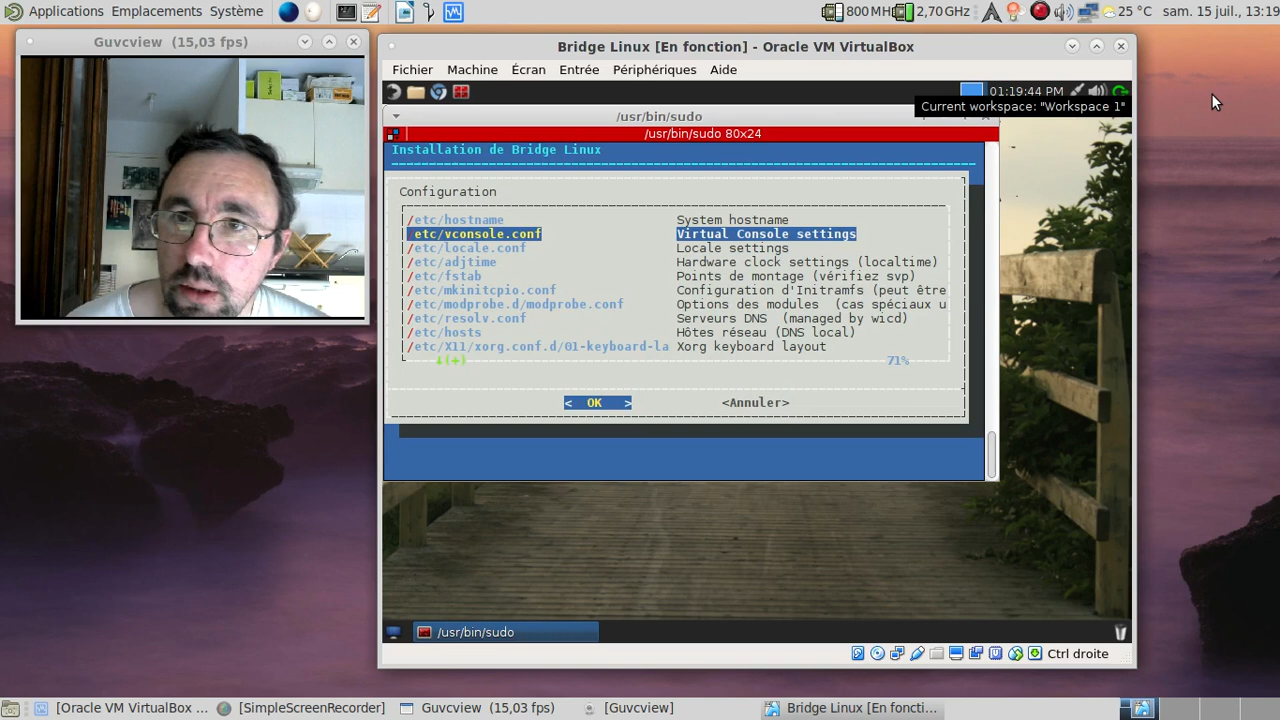 Applications Emplacements Système
800 MH
2,70 GHz
25 °C
sam. 15 juil., 13:19
Guvcview (15,03 fps)
Bridge Linux [En fonction] - Oracle VM VirtualBox
Fichier Machine Écran Entrée Périphériques Aide
01:19:44 PM
Current workspace: "Workspace 1"
/usr/bin/sudo
/usr/bin/sudo 80x24
Installation de Bridge Linux
Configuration
/etc/hostname System hostname
/etc/vconsole.conf Virtual Console settings
/etc/locale.conf Locale settings
/etc/adjtime Hardware clock settings (localtime)
/etc/fstab Points de montage (vérifiez svp)
/etc/mkinitcpio.conf Configuration d'Initramfs (peut être
/etc/modprobe.d/modprobe.conf Options des modules (cas spéciaux u
/etc/resolv.conf Serveurs DNS (managed by wicd)
/etc/hosts Hôtes réseau (DNS local)
/etc/X11/xorg.conf.d/01-keyboard-la Xorg keyboard layout
↓(+) 71%
< OK > <Annuler>
/usr/bin/sudo
Ctrl droite
[Oracle VM VirtualBox ... [SimpleScreenRecorder] Guvcview (15,03 fps) [Guvcview] Bridge Linux [En foncti...